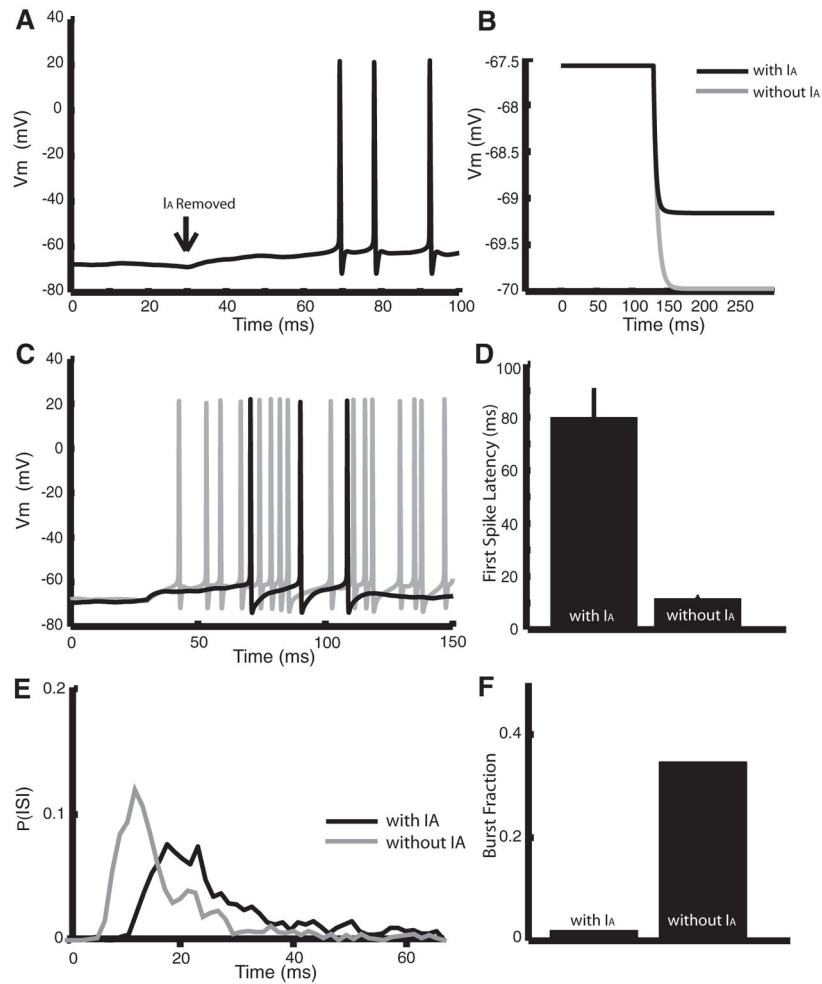 A
40
20
0
-20
-40
-60
-80
Vm (mV)
IA Removed
0 20 40 60 80 100
Time (ms)
B
-67.5
-68
-68.5
-69
-69.5
-70
Vm (mV)
with IA
without IA
0 50 100 150 200 250
Time (ms)
C
40
20
0
-20
-40
-60
-80
Vm (mV)
0 50 100 150
Time (ms)
D
100
80
60
40
20
0
First Spike Latency (ms)
with IA
without IA
E
0.2
0.1
0
P(ISI)
with IA
without IA
0 20 40 60
Time (ms)
F
0.4
0.2
0
Burst Fraction
with IA
without IA